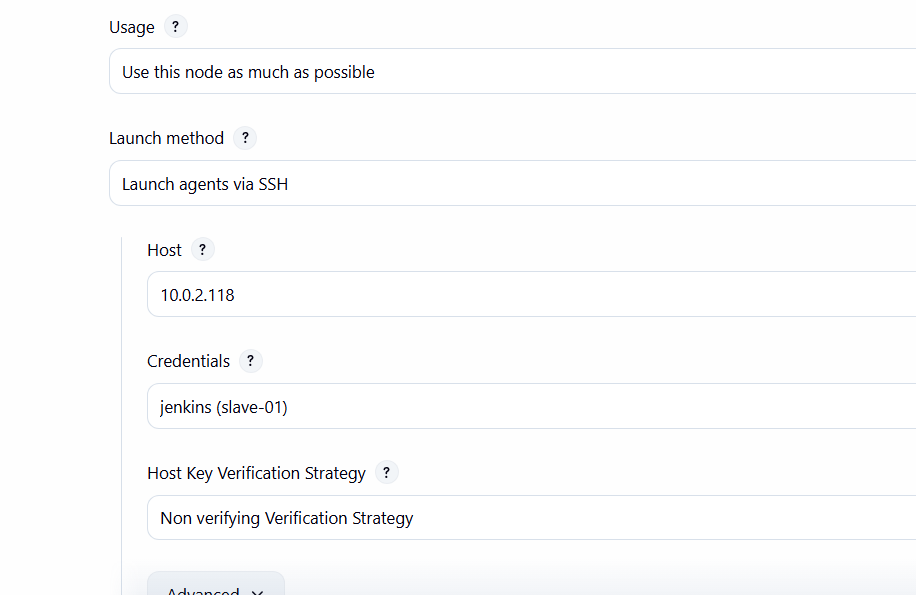 Usage ?
Use this node as much as possible
Launch method ?
Launch agents via SSH
Host ?
10.0.2.118
Credentials ?
jenkins (slave-01)
Host Key Verification Strategy ?
Non verifying Verification Strategy
Advanced